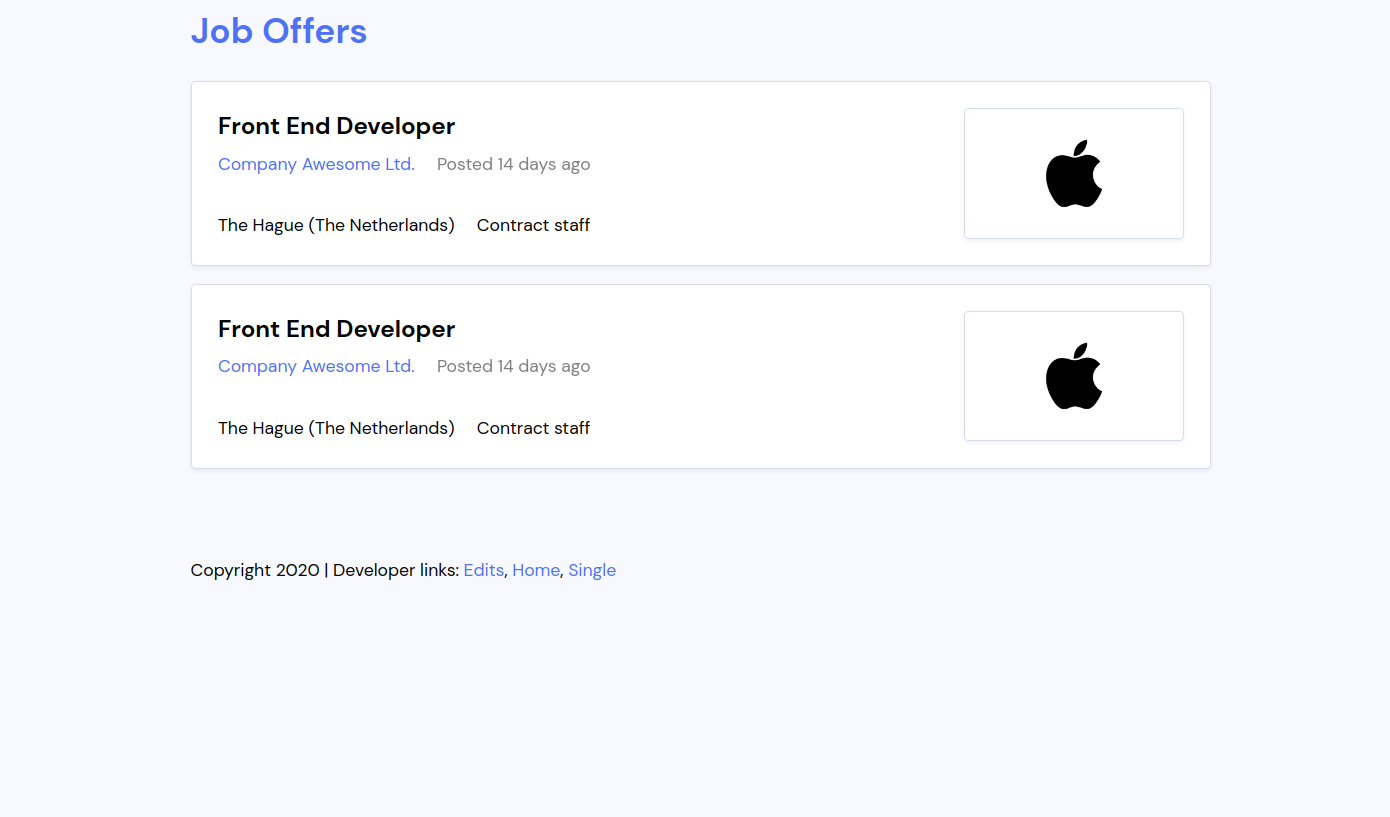 Job Offers
Front End Developer
Company Awesome Ltd. Posted 14 days ago
The Hague (The Netherlands) Contract staff
Front End Developer
Company Awesome Ltd. Posted 14 days ago
The Hague (The Netherlands) Contract staff
Copyright 2020 | Developer links: Edits, Home, Single